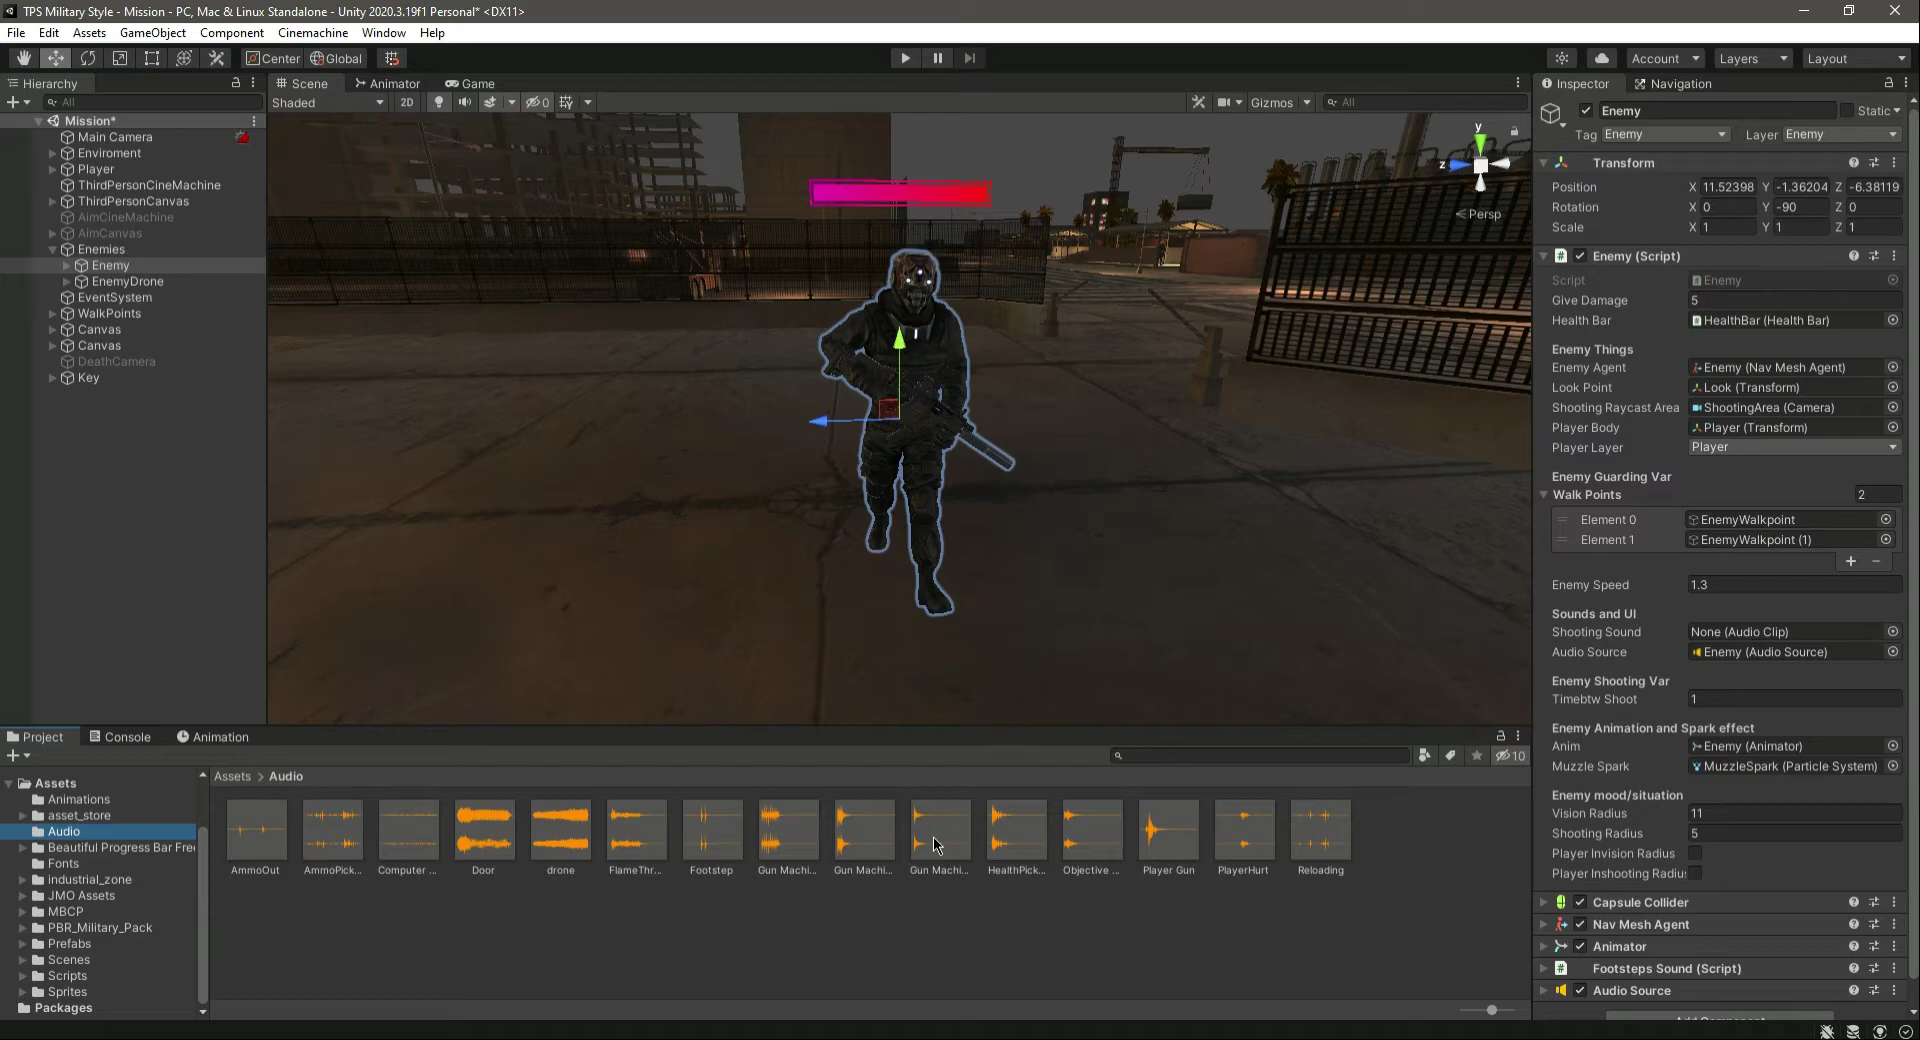 TPS Military Style - Mission - PC, Mac & Linux Standalone - Unity 2020.3.19f1 Personal* <DX11>
File Edit Assets GameObject Component Cinemachine Window Help
Center Global Account Layers Layout
Hierarchy
All
Mission*
Main Camera
Enviroment
Player
ThirdPersonCineMachine
ThirdPersonCanvas
AimCineMachine
AimCanvas
Enemies
Enemy
EnemyDrone
EventSystem
WalkPoints
Canvas
Canvas
DeathCamera
Key
Scene Animator Game
Shaded 2D 0 Gizmos All
y
z
Persp
Inspector Navigation
Enemy Static
Tag Enemy Layer Enemy
Transform
Position X 11.52398 Y -1.36204 Z -6.38119
Rotation X 0 Y -90 Z 0
Scale X 1 Y 1 Z 1
Enemy (Script)
Script Enemy
Give Damage 5
Health Bar HealthBar (Health Bar)
Enemy Things
Enemy Agent Enemy (Nav Mesh Agent)
Look Point Look (Transform)
Shooting Raycast Area ShootingArea (Camera)
Player Body Player (Transform)
Player Layer Player
Enemy Guarding Var
Walk Points 2
Element 0 EnemyWalkpoint
Element 1 EnemyWalkpoint (1)
Enemy Speed 1.3
Sounds and UI
Shooting Sound None (Audio Clip)
Audio Source Enemy (Audio Source)
Enemy Shooting Var
Timebtw Shoot 1
Enemy Animation and Spark effect
Anim Enemy (Animator)
Muzzle Spark MuzzleSpark (Particle System)
Enemy mood/situation
Vision Radius 11
Shooting Radius 5
Player Invision Radius
Player Inshooting Radiu
Capsule Collider
Nav Mesh Agent
Animator
Footsteps Sound (Script)
Audio Source
Project Console Animation
10
Assets
Animations
asset_store
Audio
Beautiful Progress Bar Free
Fonts
industrial_zone
JMO Assets
MBCP
PBR_Military_Pack
Prefabs
Scenes
Scripts
Sprites
Packages
Assets > Audio
AmmoOut AmmoPick... Computer ... Door drone FlameThr... Footstep Gun Machi... Gun Machi... Gun Machi... HealthPick... Objective ... Player Gun PlayerHurt Reloading